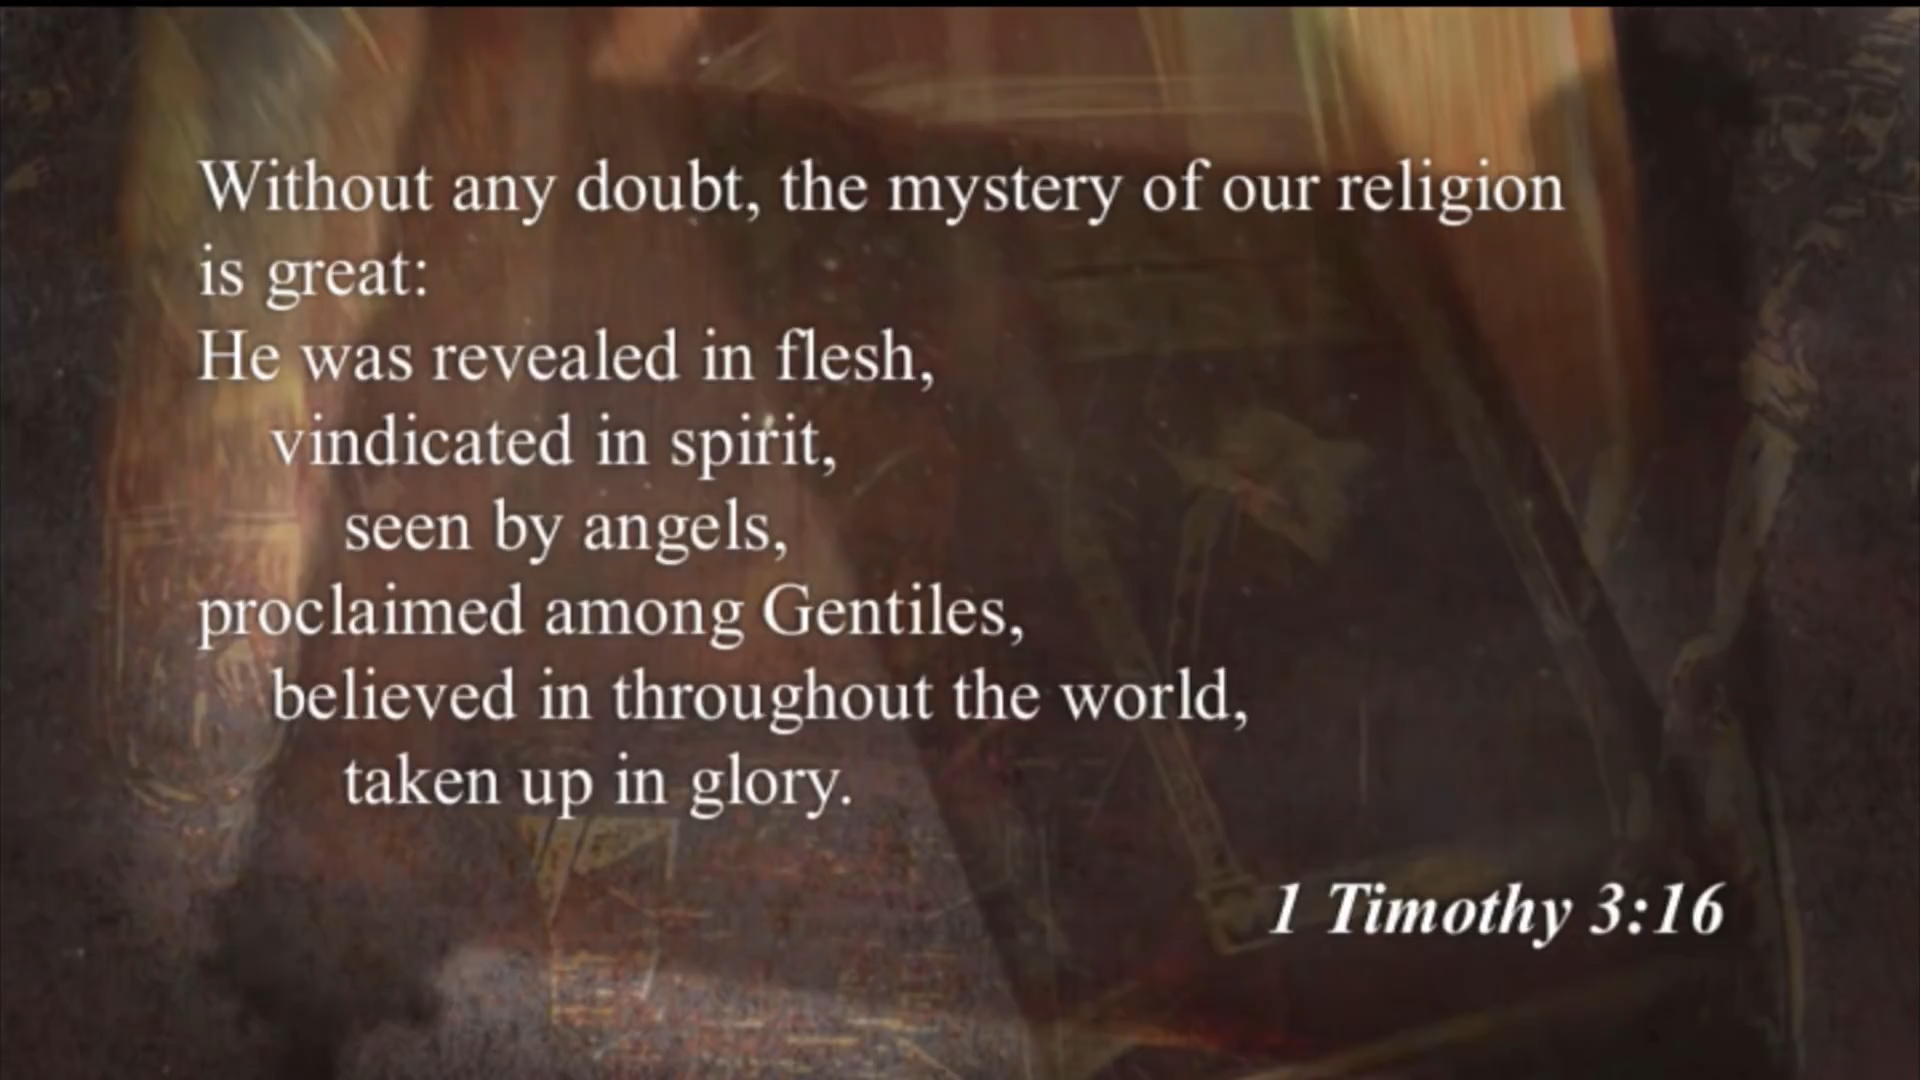 Without any doubt, the mystery of our religion
is great:
He was revealed in flesh,
vindicated in spirit,
seen by angels,
proclaimed among Gentiles,
believed in throughout the world,
taken up in glory.
1 Timothy 3:16